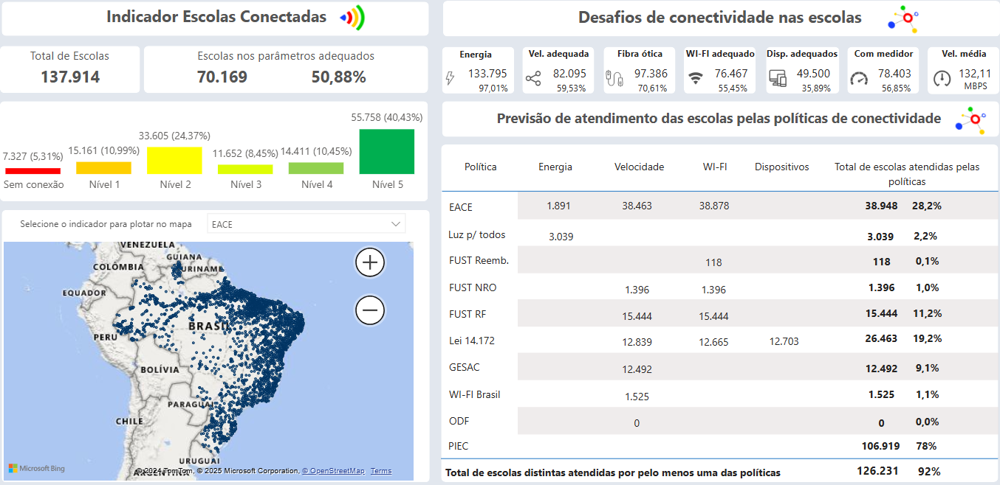 Indicador Escolas Conectadas
Total de Escolas
137.914
Escolas nos parâmetros adequados
70.169 50,88%
55.758 (40,43%)
33.605 (24,37%)
7.327 (5,31%) 15.161 (10,99%) 11.652 (8,45%) 14.411 (10,45%)
Sem conexão Nível 1 Nível 2 Nível 3 Nível 4 Nível 5
Selecione o indicador para plotar no mapa EACE
VENEZUELA
GUIANA
COLÔMBIA URINAME
EQUADOR
BRASIL
PERU
BOLÍVIA
PARAGUAI
CHILE
URUGUAI
ARGENTINA
Microsoft Bing
© 2024 TomTom, © 2025 Microsoft Corporation, © OpenStreetMap Terms
Desafios de conectividade nas escolas
Energia
133.795
97,01%
Vel. adequada
82.095
59,53%
Fibra ótica
97.386
70,61%
WI-FI adequado
76.467
55,45%
Disp. adequados
49.500
35,89%
Com medidor
78.403
56,85%
Vel. média
132,11
MBPS
Previsão de atendimento das escolas pelas políticas de conectividade
Política Energia Velocidade WI-FI Dispositivos Total de escolas atendidas pelas
políticas
EACE 1.891 38.463 38.878 38.948 28,2%
Luz p/ todos 3.039 3.039 2,2%
FUST Reemb. 118 118 0,1%
FUST NRO 1.396 1.396 1.396 1,0%
FUST RF 15.444 15.444 15.444 11,2%
Lei 14.172 12.839 12.665 12.703 26.463 19,2%
GESAC 12.492 12.492 9,1%
WI-FI Brasil 1.525 1.525 1,1%
ODF 0 0 0,0%
PIEC 106.919 78%
Total de escolas distintas atendidas por pelo menos uma das políticas 126.231 92%